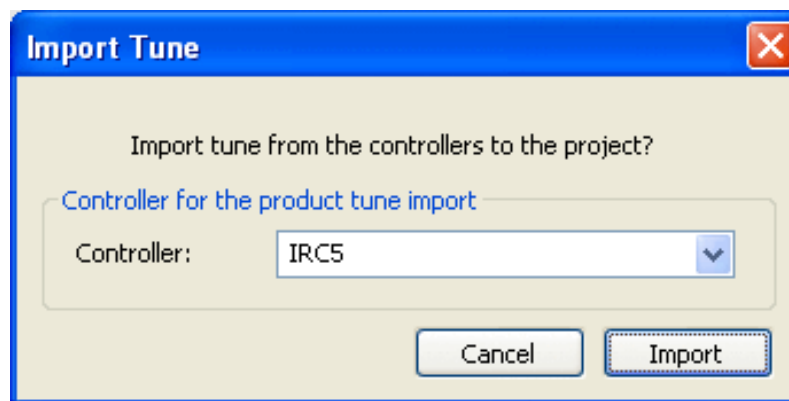 Import Tune
Import tune from the controllers to the project?
Controller for the product tune import
Controller: IRC5
Cancel Import